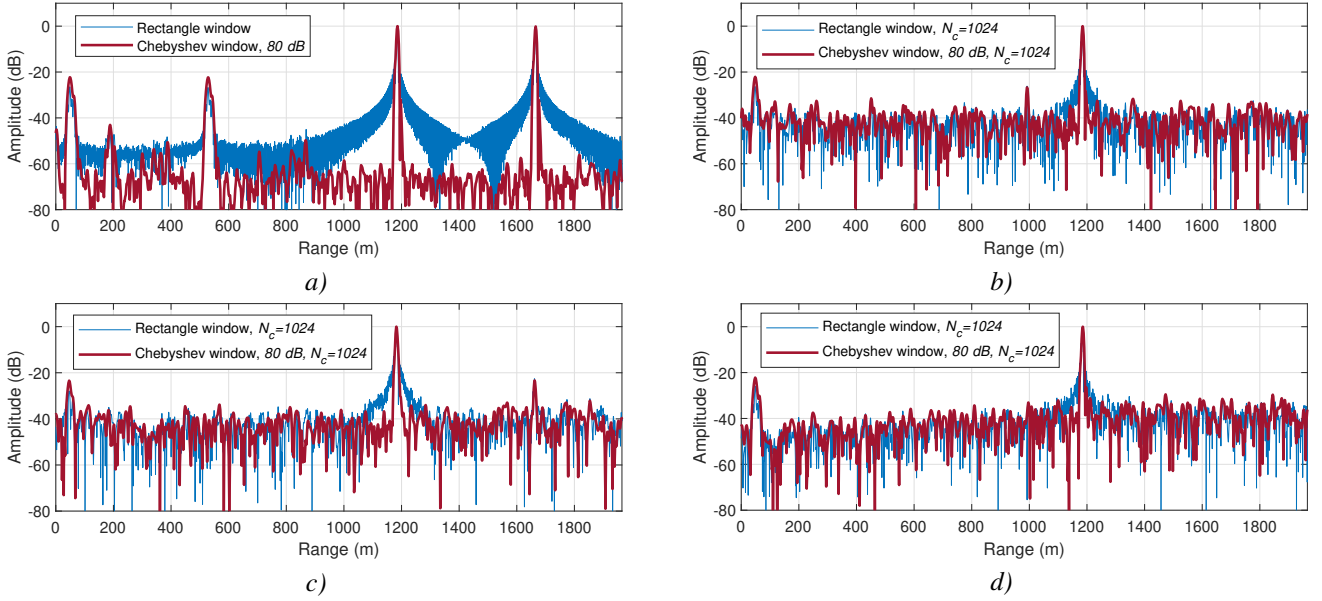 Rectangle window
Chebyshev window, 80 dB
Amplitude (dB)
0
-20
-40
-60
-80
0 200 400 600 800 1000 1200 1400 1600 1800
Range (m)
a)
Rectangle window, N_c=1024
Chebyshev window, 80 dB, N_c=1024
Amplitude (dB)
0
-20
-40
-60
-80
0 200 400 600 800 1000 1200 1400 1600 1800
Range (m)
b)
Rectangle window, N_c=1024
Chebyshev window, 80 dB, N_c=1024
Amplitude (dB)
0
-20
-40
-60
-80
0 200 400 600 800 1000 1200 1400 1600 1800
Range (m)
c)
Rectangle window, N_c=1024
Chebyshev window, 80 dB, N_c=1024
Amplitude (dB)
0
-20
-40
-60
-80
0 200 400 600 800 1000 1200 1400 1600 1800
Range (m)
d)